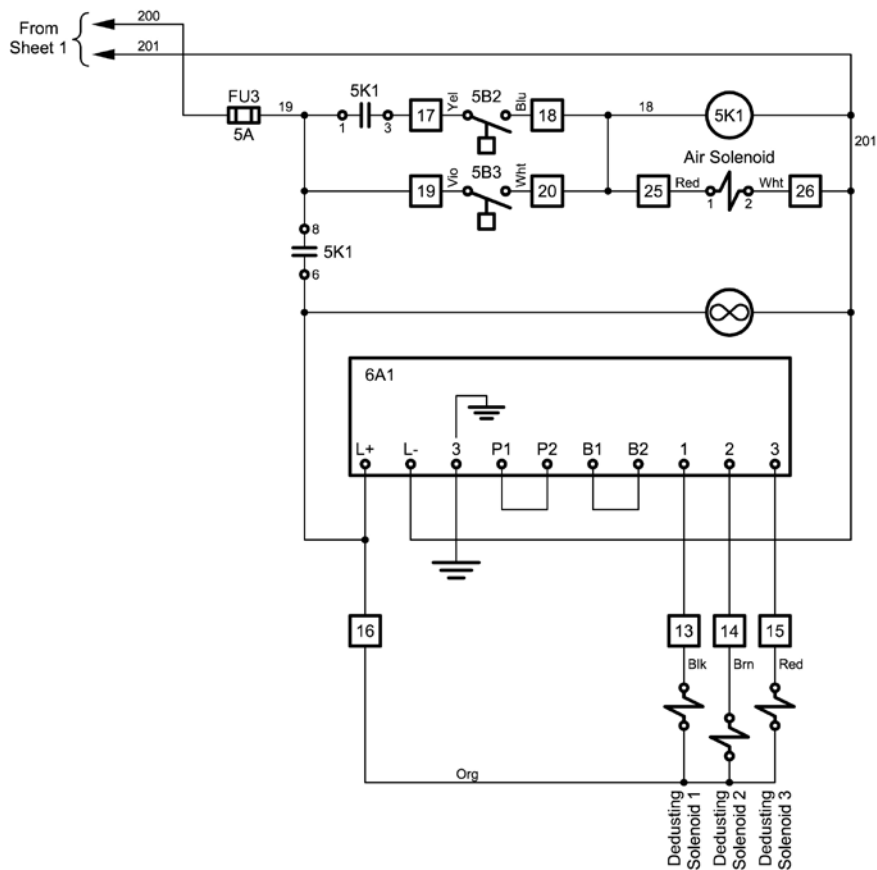 200
From
Sheet 1
201
FU3
5A
19
5K1
1
3
17
Yel
5B2
Blu
18
18
5K1
201
Air Solenoid
19
Vio
5B3
Wht
20
25
Red
1
2
Wht
26
8
5K1
6
6A1
L+ L- 3 P1 P2 B1 B2 1 2 3
16 13 14 15
Blk Brn Red
Org
Dedusting
Solenoid 1
Dedusting
Solenoid 2
Dedusting
Solenoid 3